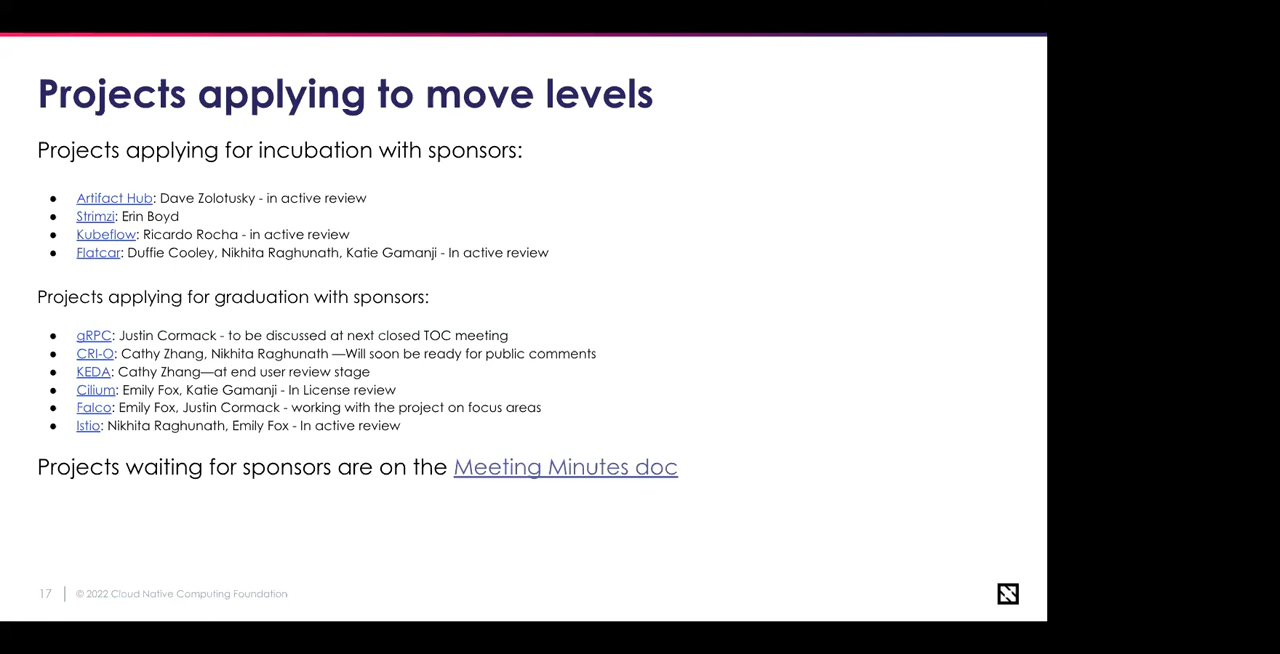 Projects applying to move levels
Projects applying for incubation with sponsors:
● Artifact Hub: Dave Zolotusky - in active review
● Strimzi: Erin Boyd
● Kubeflow: Ricardo Rocha - in active review
● Flatcar: Duffie Cooley, Nikhita Raghunath, Katie Gamanji - In active review
Projects applying for graduation with sponsors:
● gRPC: Justin Cormack - to be discussed at next closed TOC meeting
● CRI-O: Cathy Zhang, Nikhita Raghunath —Will soon be ready for public comments
● KEDA: Cathy Zhang—at end user review stage
● Cilium: Emily Fox, Katie Gamanji - In License review
● Falco: Emily Fox, Justin Cormack - working with the project on focus areas
● Istio: Nikhita Raghunath, Emily Fox - In active review
Projects waiting for sponsors are on the Meeting Minutes doc
17 | © 2022 Cloud Native Computing Foundation